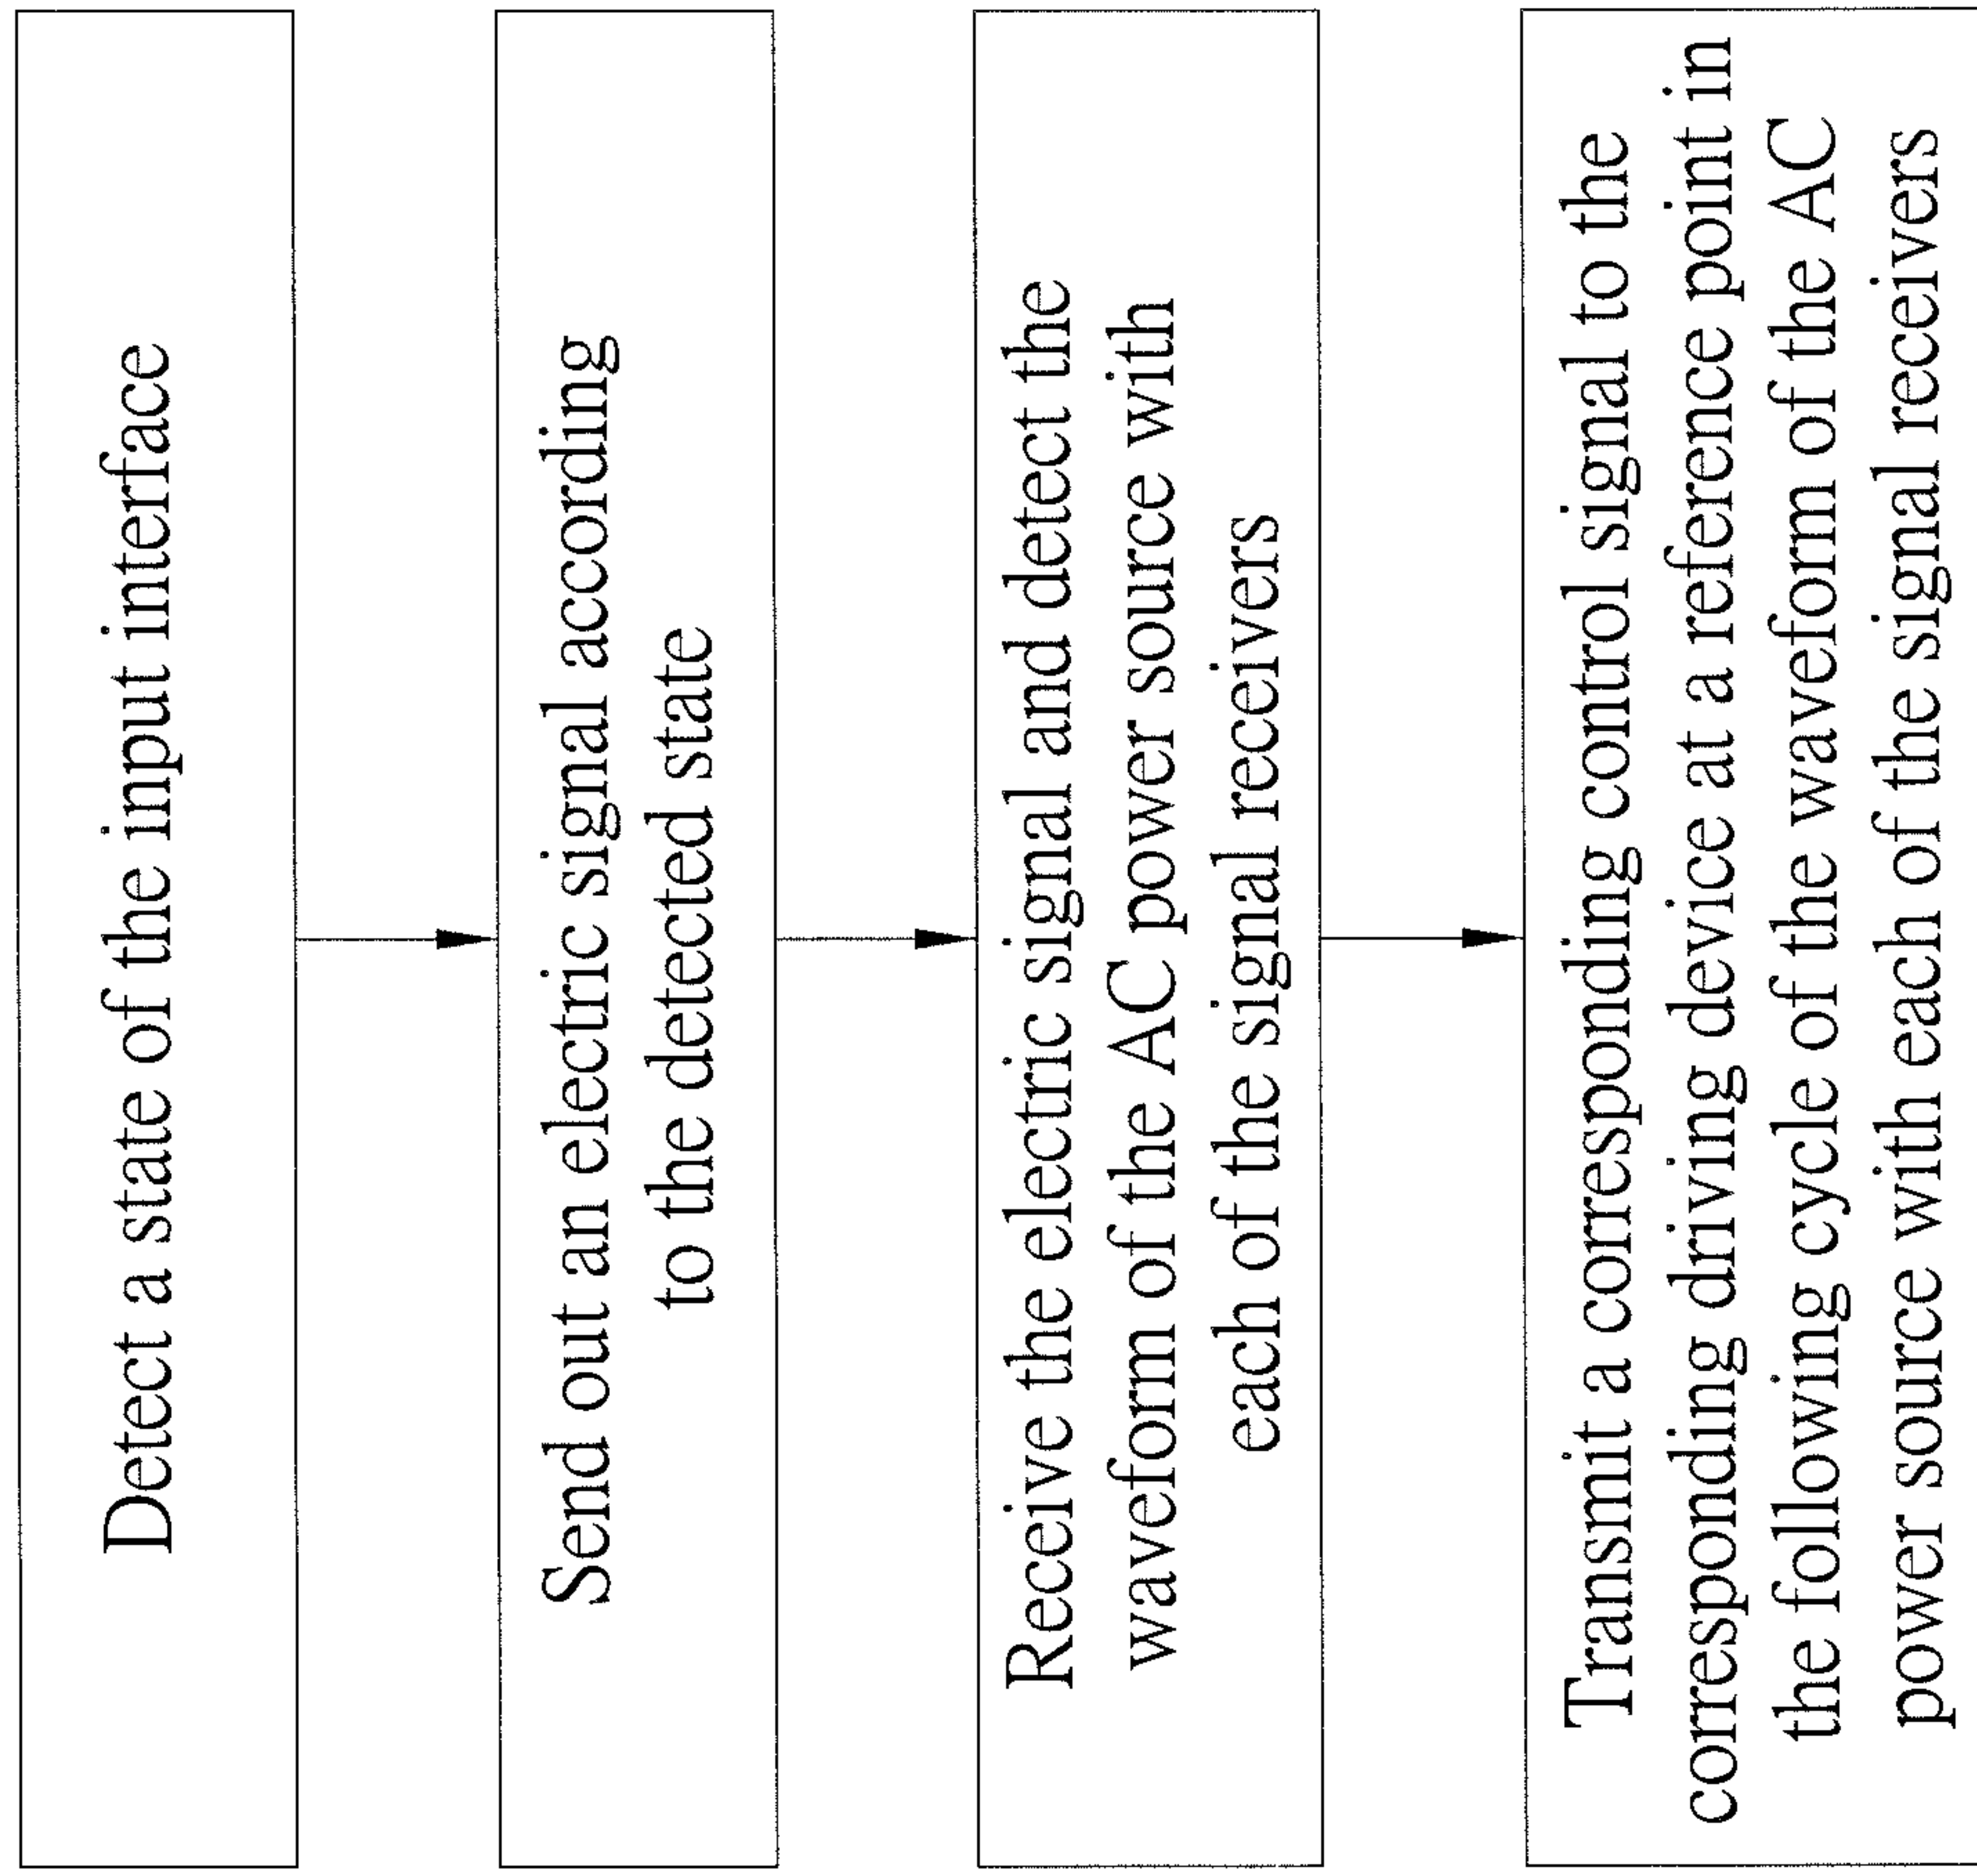 Detect a state of the input interface
Send out an electric signal according
to the detected state
Receive the electric signal and detect the
waveform of the AC power source with
each of the signal receivers
Transmit a corresponding control signal to the
corresponding driving device at a reference point in
the following cycle of the waveform of the AC
power source with each of the signal receivers